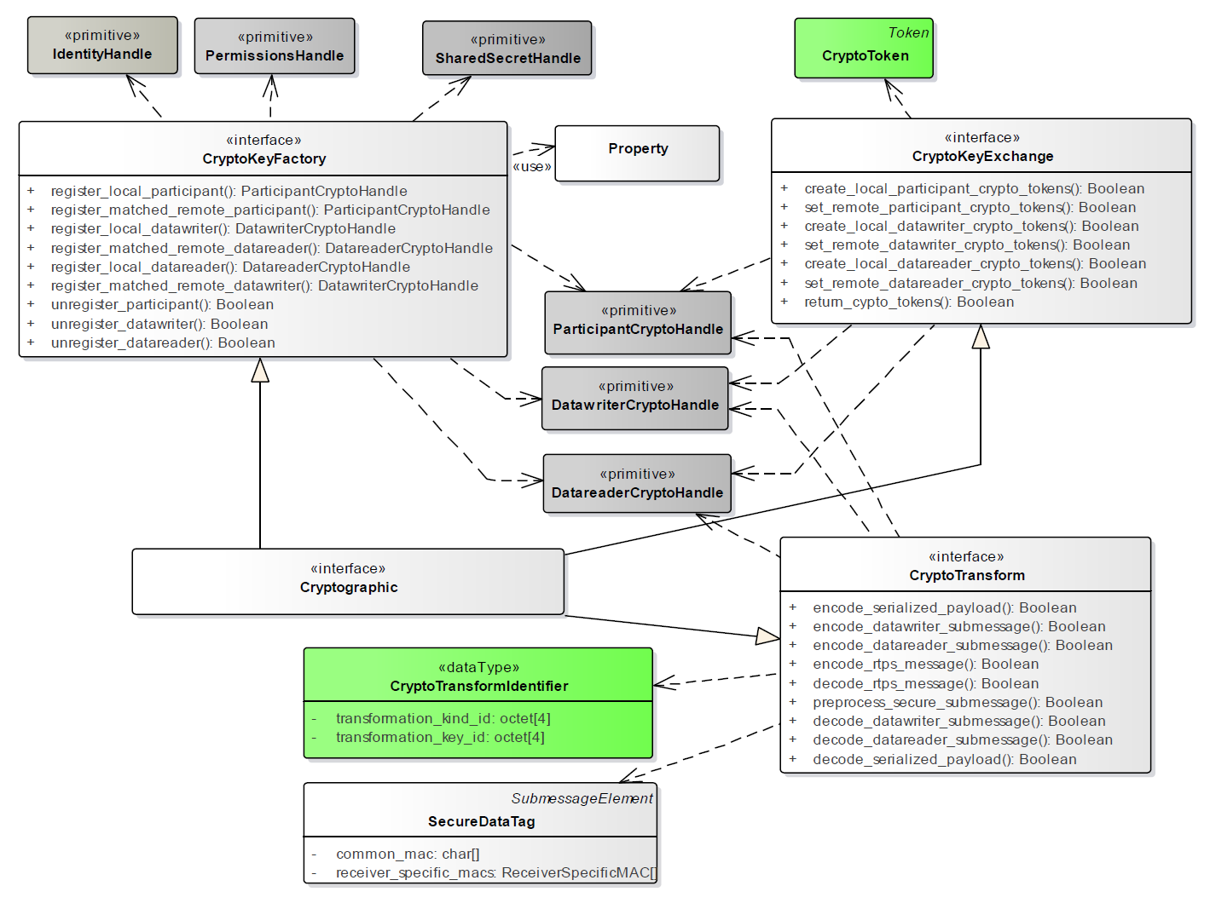 «primitive»
IdentityHandle
«primitive»
PermissionsHandle
«primitive»
SharedSecretHandle
Token
CryptoToken
«interface»
CryptoKeyFactory
+ register_local_participant(): ParticipantCryptoHandle
+ register_matched_remote_participant(): ParticipantCryptoHandle
+ register_local_datawriter(): DatawriterCryptoHandle
+ register_matched_remote_datareader(): DatareaderCryptoHandle
+ register_local_datareader(): DatareaderCryptoHandle
+ register_matched_remote_datawriter(): DatawriterCryptoHandle
+ unregister_participant(): Boolean
+ unregister_datawriter(): Boolean
+ unregister_datareader(): Boolean
«use»
Property
«interface»
CryptoKeyExchange
+ create_local_participant_crypto_tokens(): Boolean
+ set_remote_participant_crypto_tokens(): Boolean
+ create_local_datawriter_crypto_tokens(): Boolean
+ set_remote_datawriter_crypto_tokens(): Boolean
+ create_local_datareader_crypto_tokens(): Boolean
+ set_remote_datareader_crypto_tokens(): Boolean
+ return_cypto_tokens(): Boolean
«primitive»
ParticipantCryptoHandle
«primitive»
DatawriterCryptoHandle
«primitive»
DatareaderCryptoHandle
«interface»
Cryptographic
«interface»
CryptoTransform
+ encode_serialized_payload(): Boolean
+ encode_datawriter_submessage(): Boolean
+ encode_datareader_submessage(): Boolean
+ encode_rtps_message(): Boolean
+ decode_rtps_message(): Boolean
+ preprocess_secure_submessage(): Boolean
+ decode_datawriter_submessage(): Boolean
+ decode_datareader_submessage(): Boolean
+ decode_serialized_payload(): Boolean
«dataType»
CryptoTransformIdentifier
- transformation_kind_id: octet[4]
- transformation_key_id: octet[4]
SubmessageElement
SecureDataTag
- common_mac: char[]
- receiver_specific_macs: ReceiverSpecificMAC[]